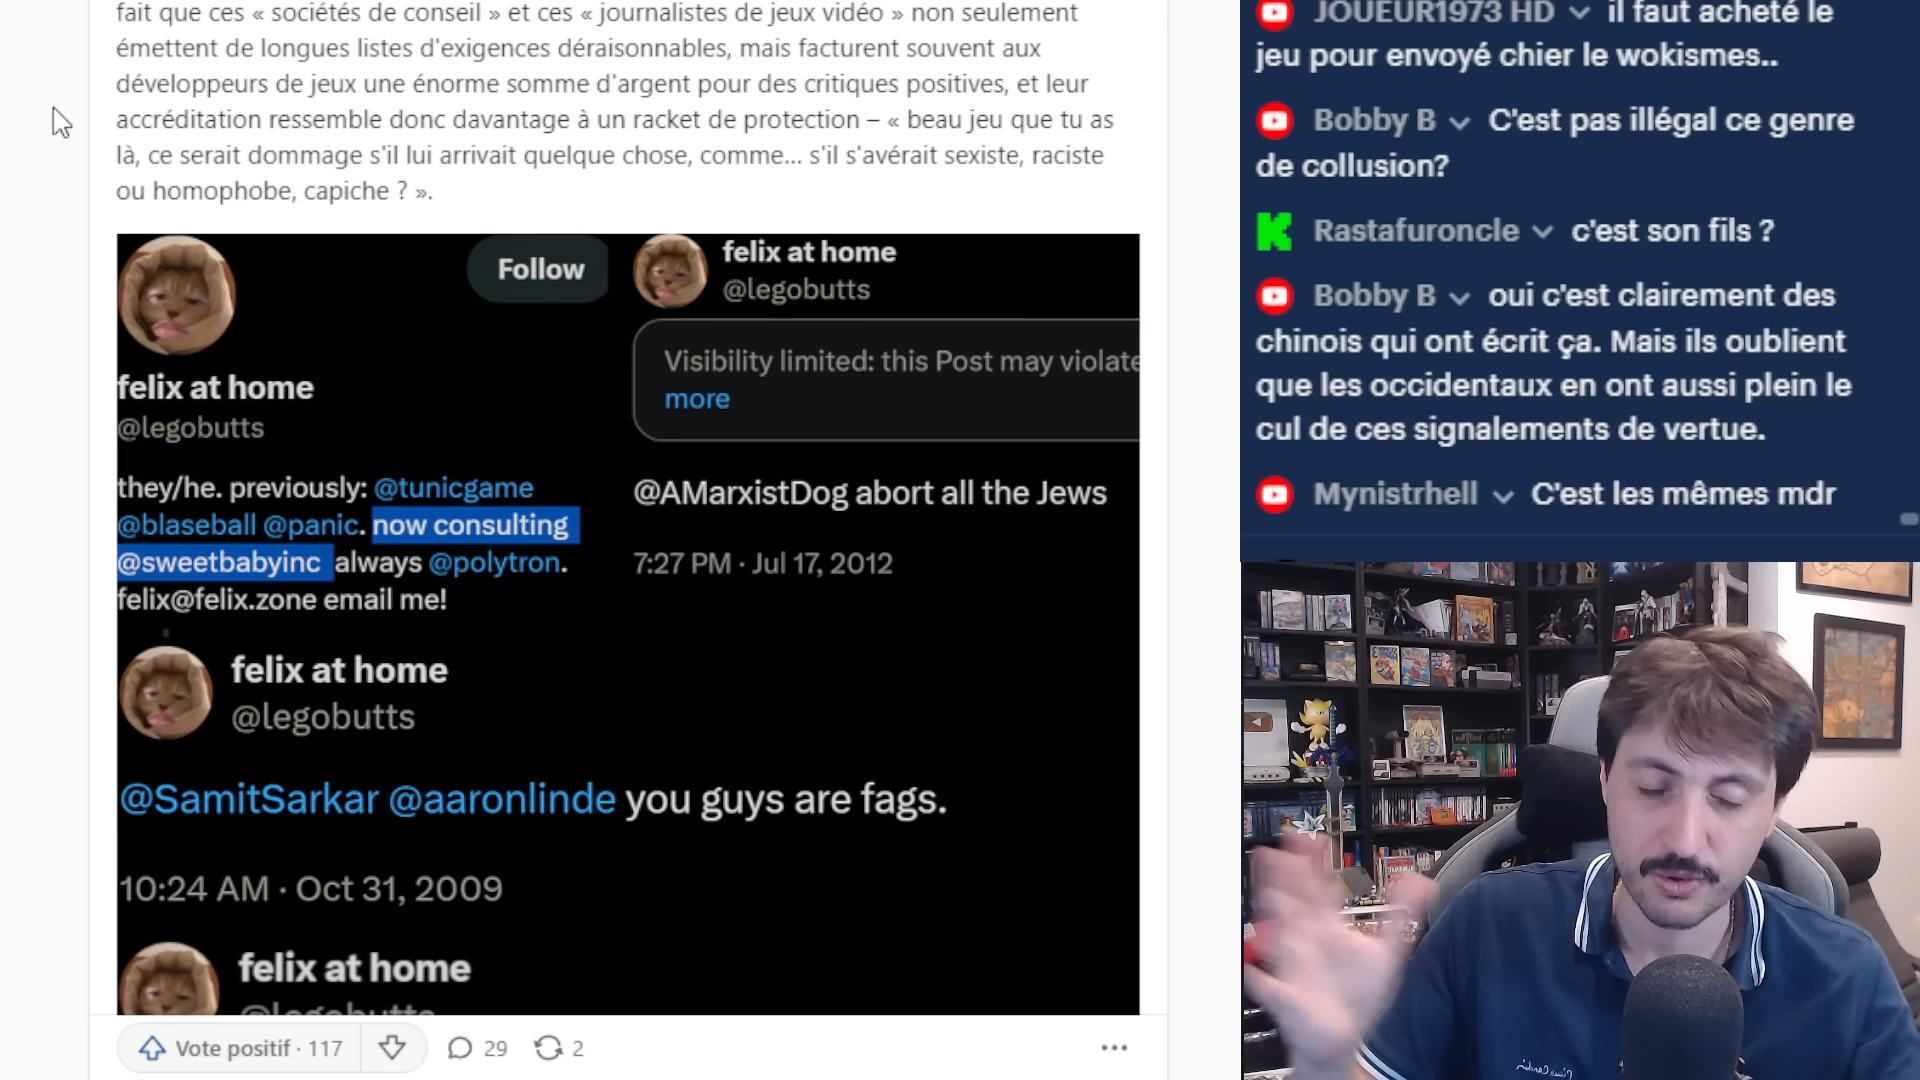 fait que ces « sociétés de conseil » et ces « journalistes de jeux vidéo » non seulement
émettent de longues listes d'exigences déraisonnables, mais facturent souvent aux
développeurs de jeux une énorme somme d'argent pour des critiques positives, et leur
accréditation ressemble donc davantage à un racket de protection – « beau jeu que tu as
là, ce serait dommage s'il lui arrivait quelque chose, comme... s'il s'avérait sexiste, raciste
ou homophobe, capiche ? ».
Follow
felix at home
@legobutts
they/he. previously: @tunicgame
@blaseball @panic. now consulting
@sweetbabyinc always @polytron.
felix@felix.zone email me!
felix at home
@legobutts
Visibility limited: this Post may violate
more
@AMarxistDog abort all the Jews
7:27 PM · Jul 17, 2012
felix at home
@legobutts
@SamitSarkar @aaronlinde you guys are fags.
10:24 AM · Oct 31, 2009
felix at home
@legobutts
Vote positif · 117
29
2
JOUEUR1973 HD il faut acheté le
jeu pour envoyé chier le wokismes..
Bobby B C'est pas illégal ce genre
de collusion?
Rastafuroncle c'est son fils ?
Bobby B oui c'est clairement des
chinois qui ont écrit ça. Mais ils oublient
que les occidentaux en ont aussi plein le
cul de ces signalements de vertue.
Mynistrhell C'est les mêmes mdr